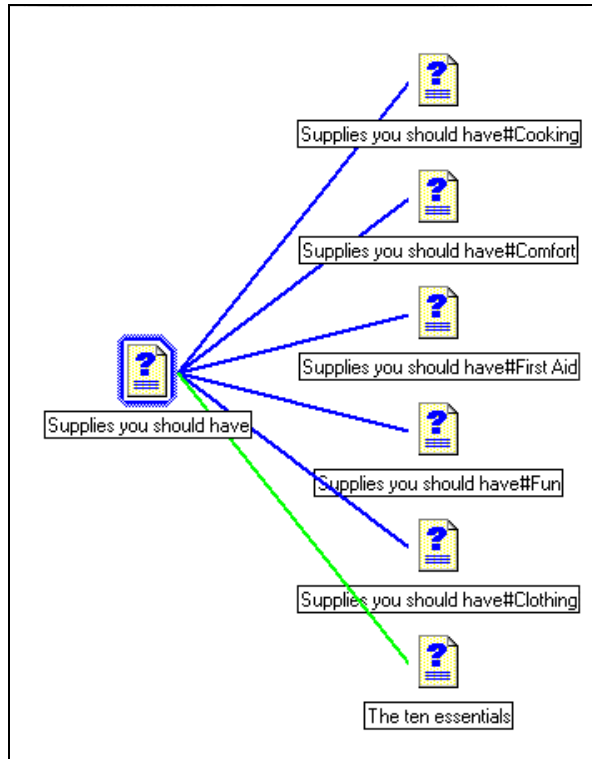 Supplies you should have#Cooking
Supplies you should have#Comfort
Supplies you should have#First Aid
Supplies you should have
Supplies you should have#Fun
Supplies you should have#Clothing
The ten essentials